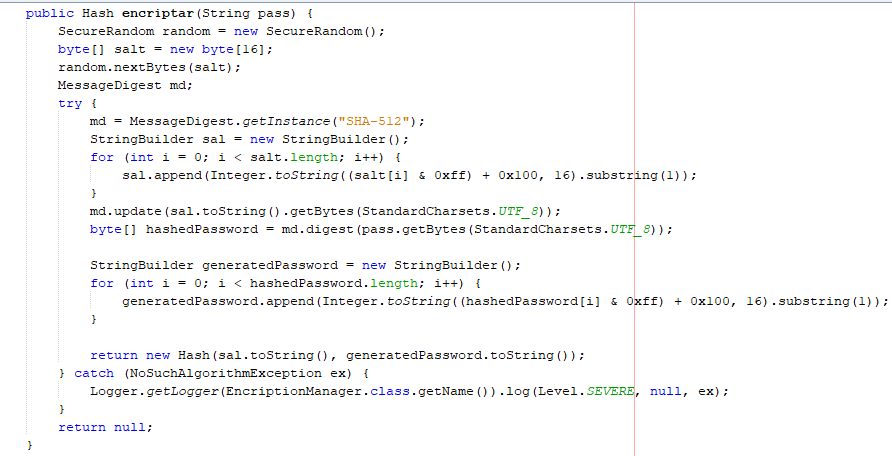 public Hash encriptar(String pass) {
    SecureRandom random = new SecureRandom();
    byte[] salt = new byte[16];
    random.nextBytes(salt);
    MessageDigest md;
    try {
        md = MessageDigest.getInstance("SHA-512");
        StringBuilder sal = new StringBuilder();
        for (int i = 0; i < salt.length; i++) {
            sal.append(Integer.toString((salt[i] & 0xff) + 0x100, 16).substring(1));
        }
        md.update(sal.toString().getBytes(StandardCharsets.UTF_8));
        byte[] hashedPassword = md.digest(pass.getBytes(StandardCharsets.UTF_8));

        StringBuilder generatedPassword = new StringBuilder();
        for (int i = 0; i < hashedPassword.length; i++) {
            generatedPassword.append(Integer.toString((hashedPassword[i] & 0xff) + 0x100, 16).substring(1));
        }

        return new Hash(sal.toString(), generatedPassword.toString());
    } catch (NoSuchAlgorithmException ex) {
        Logger.getLogger(EncriptionManager.class.getName()).log(Level.SEVERE, null, ex);
    }
    return null;
}